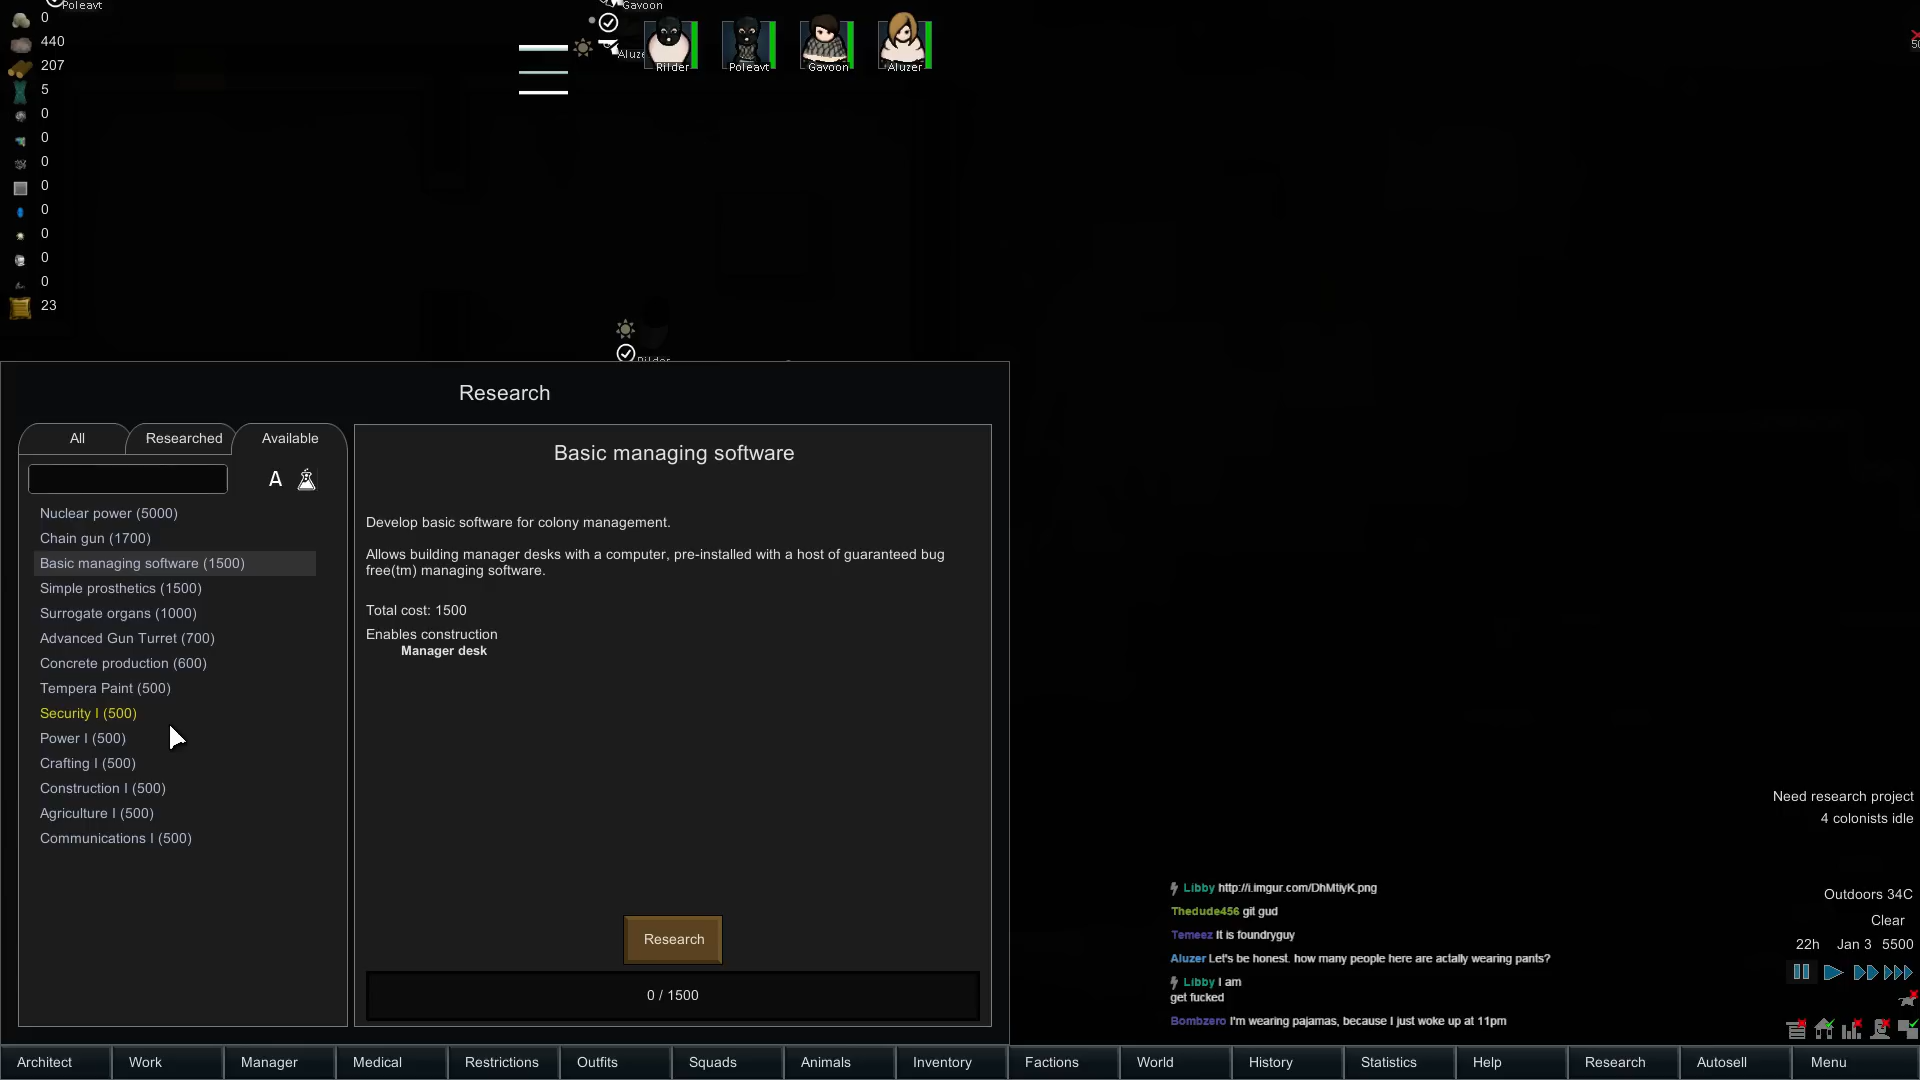 Poleavt
Gavoon
0
440
207
5
0
0
0
0
0
0
0
0
23
Aluze
Rilder
Poleavt
Gavoon
Aluzer
50
Rilder
Research
All
Researched
Available
A
Nuclear power (5000)
Chain gun (1700)
Basic managing software (1500)
Simple prosthetics (1500)
Surrogate organs (1000)
Advanced Gun Turret (700)
Concrete production (600)
Tempera Paint (500)
Security I (500)
Power I (500)
Crafting I (500)
Construction I (500)
Agriculture I (500)
Communications I (500)
Basic managing software
Develop basic software for colony management.
Allows building manager desks with a computer, pre-installed with a host of guaranteed bug
free(tm) managing software.
Total cost: 1500
Enables construction
Manager desk
Research
0 / 1500
Need research project
4 colonists idle
Libby http://i.imgur.com/DhMtiyK.png
Thedude456 git gud
Temeez It is foundryguy
Aluzer Let's be honest. how many people here are actally wearing pants?
Libby I am
get fucked
Bombzero I'm wearing pajamas, because I just woke up at 11pm
Outdoors 34C
Clear
22h Jan 3 5500
Architect
Work
Manager
Medical
Restrictions
Outfits
Squads
Animals
Inventory
Factions
World
History
Statistics
Help
Research
Autosell
Menu